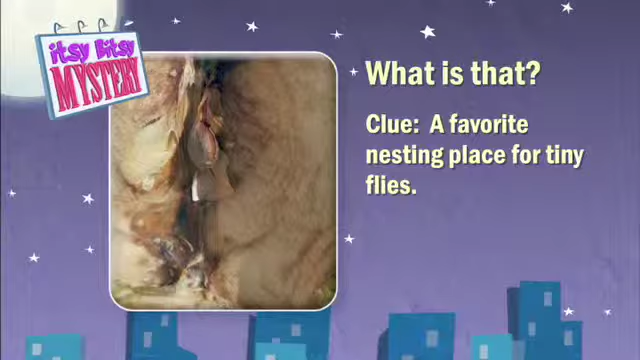 itsy Bitsy
MYSTERY
What is that?
Clue: A favorite
nesting place for tiny
flies.